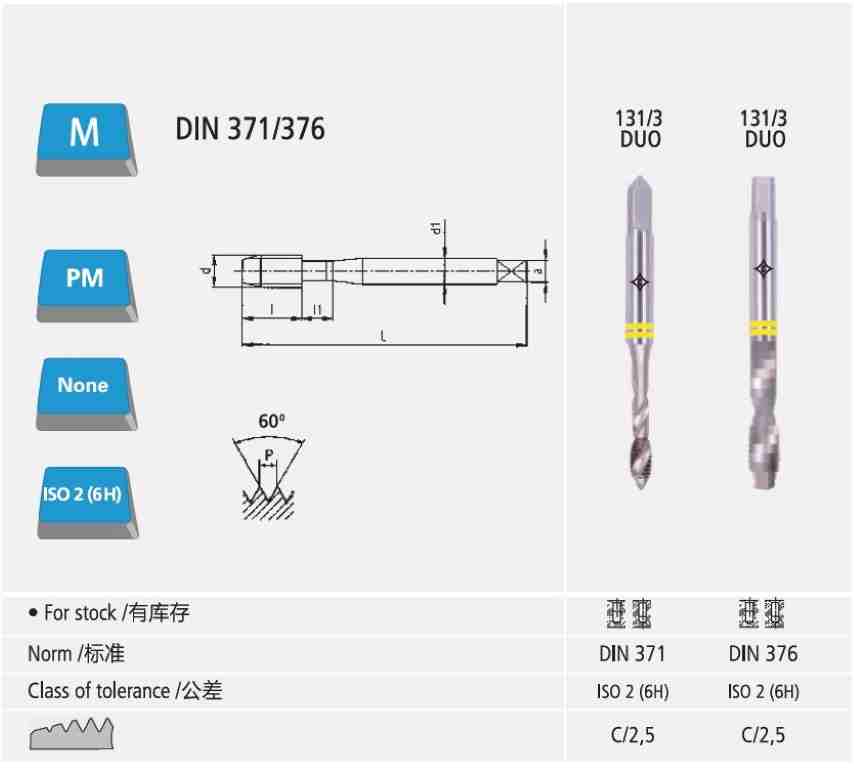 M
DIN 371/376
131/3
DUO
131/3
DUO
d
d1
a
l
l1
L
PM
None
60°
P
ISO 2 (6H)
• For stock /有库存
Norm /标准
DIN 371
DIN 376
Class of tolerance /公差
ISO 2 (6H)
ISO 2 (6H)
C/2,5
C/2,5